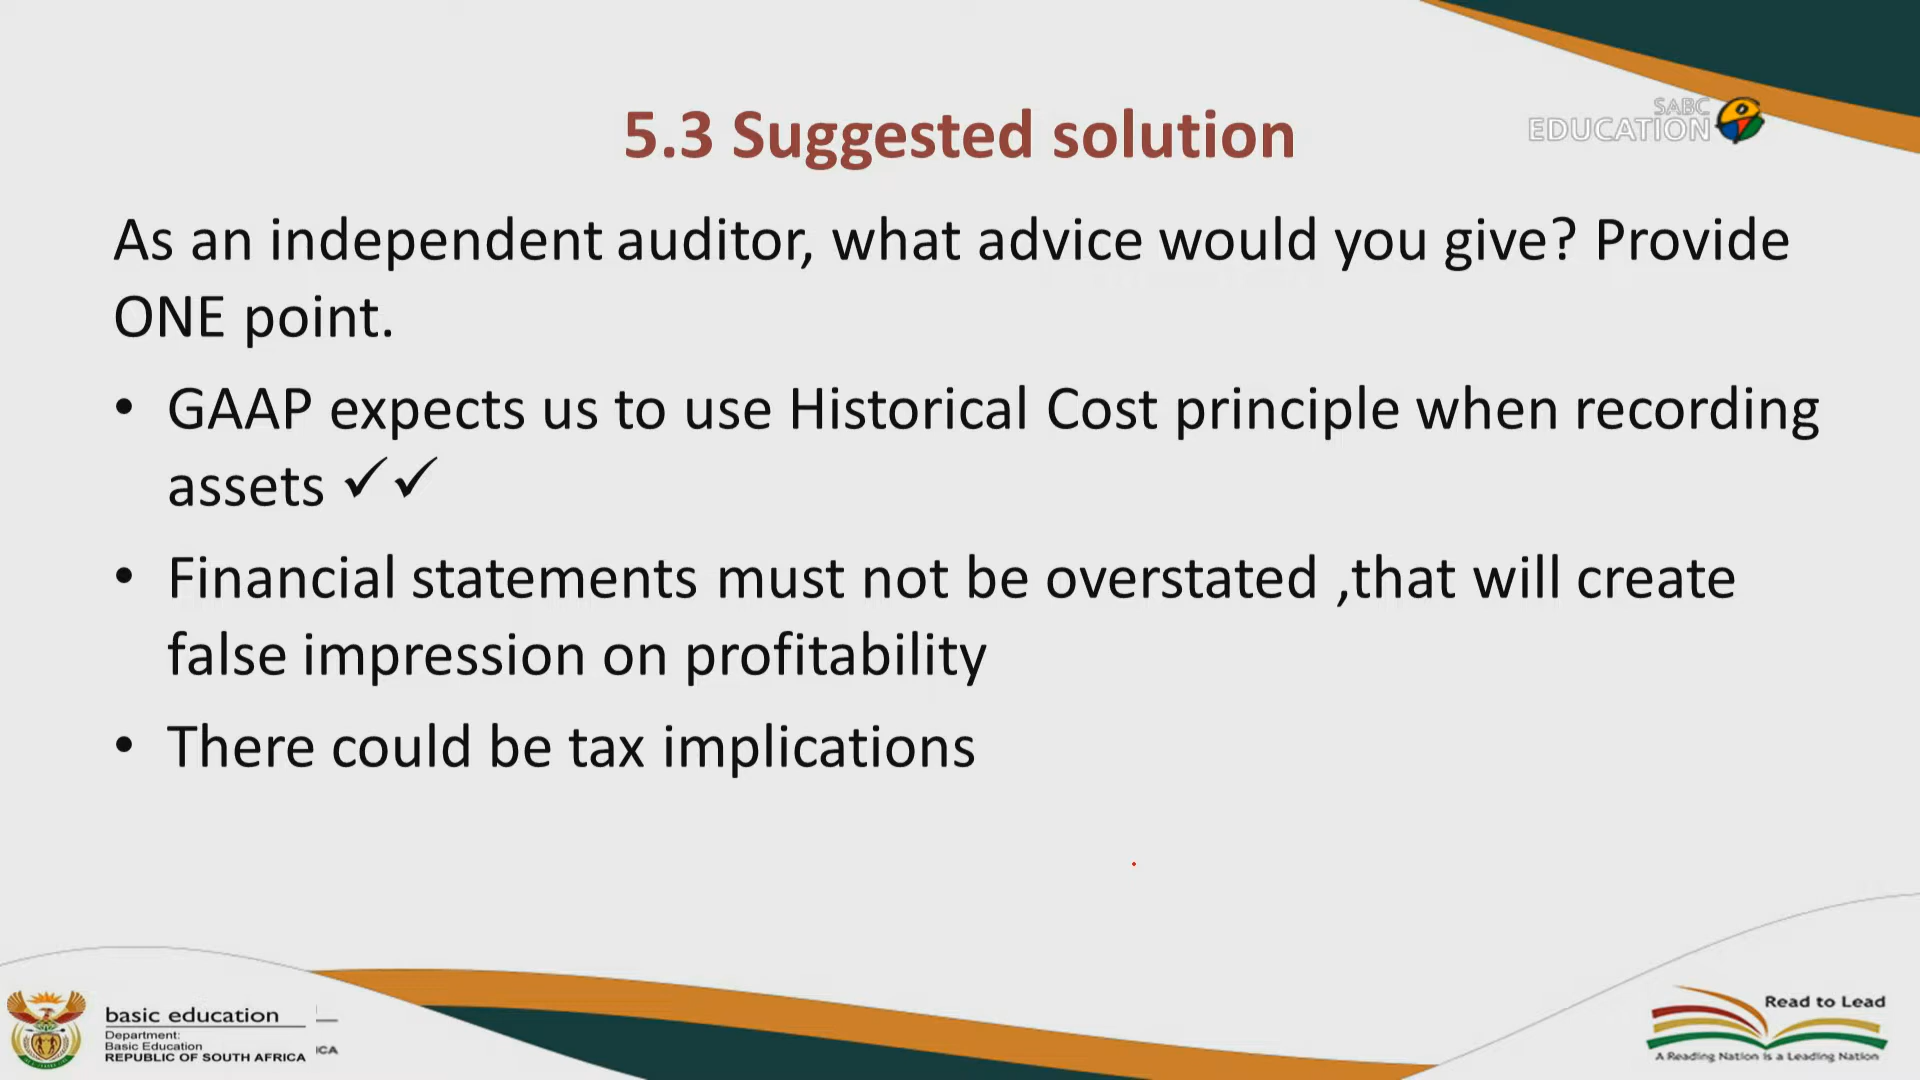 5.3 Suggested solution
SABC
EDUCATION
As an independent auditor, what advice would you give? Provide
ONE point.
• GAAP expects us to use Historical Cost principle when recording
assets ✓✓
• Financial statements must not be overstated ,that will create
false impression on profitability
• There could be tax implications
basic education
Department:
Basic Education
REPUBLIC OF SOUTH AFRICA
ICA
Read to Lead
A Reading Nation is a Leading Nation